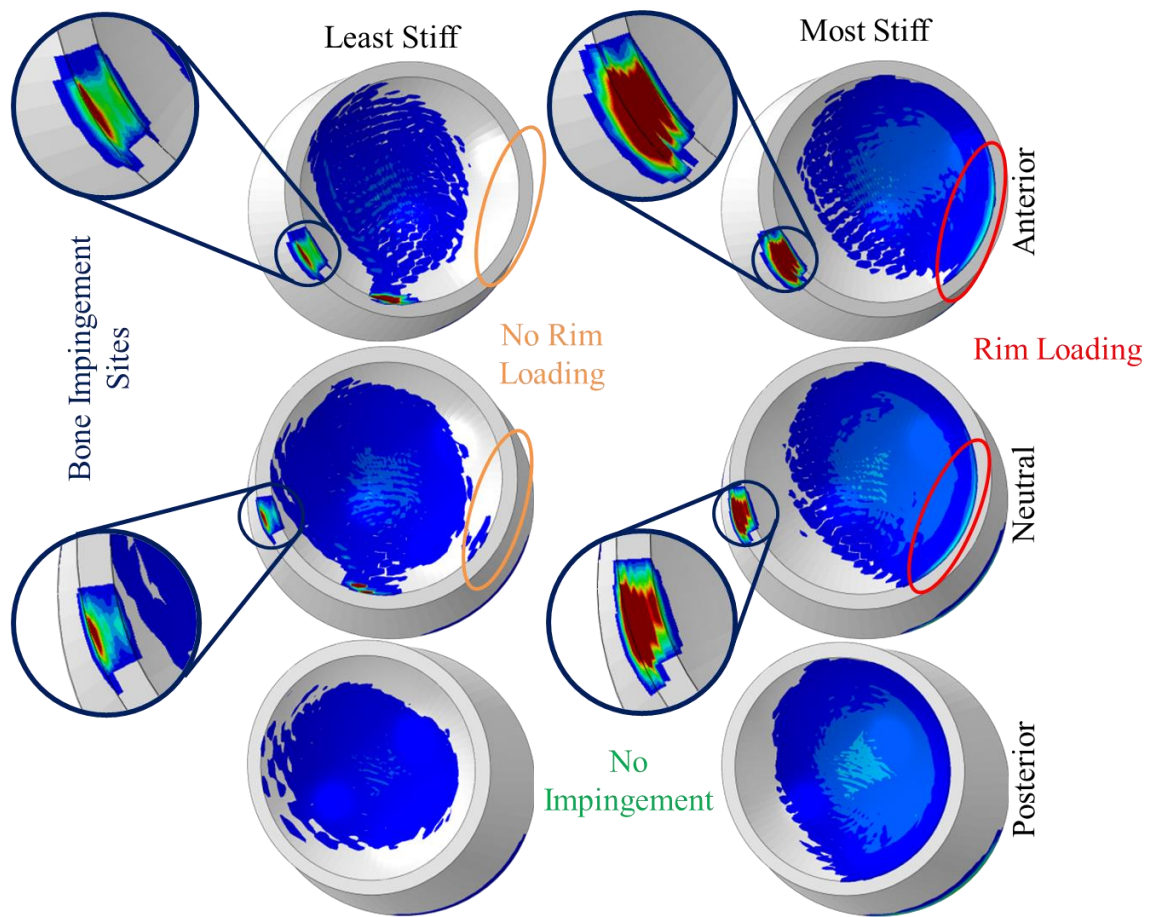 Least Stiff
Most Stiff
Anterior
Bone Impingement
Sites
No Rim
Loading
Rim Loading
Neutral
No
Impingement
Posterior